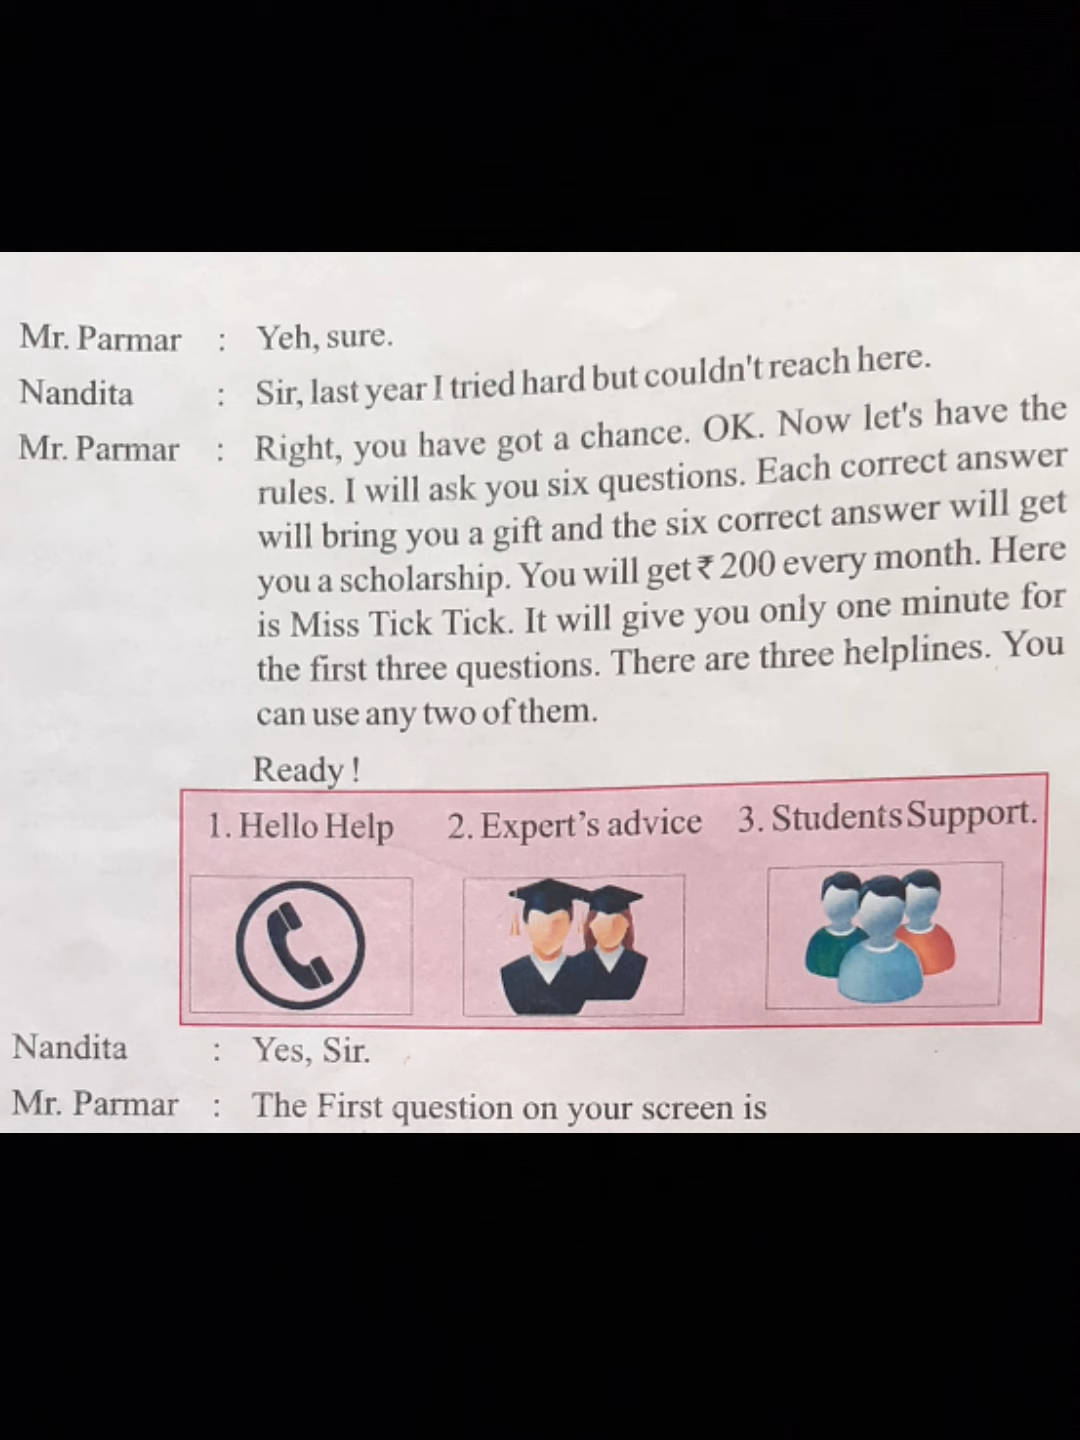 Mr. Parmar : Yeh, sure.
Nandita : Sir, last year I tried hard but couldn't reach here.
Mr. Parmar : Right, you have got a chance. OK. Now let's have the
rules. I will ask you six questions. Each correct answer
will bring you a gift and the six correct answer will get
you a scholarship. You will get ₹ 200 every month. Here
is Miss Tick Tick. It will give you only one minute for
the first three questions. There are three helplines. You
can use any two of them.
Ready !
1. Hello Help 2. Expert’s advice 3. Students Support.
Nandita : Yes, Sir.
Mr. Parmar : The First question on your screen is